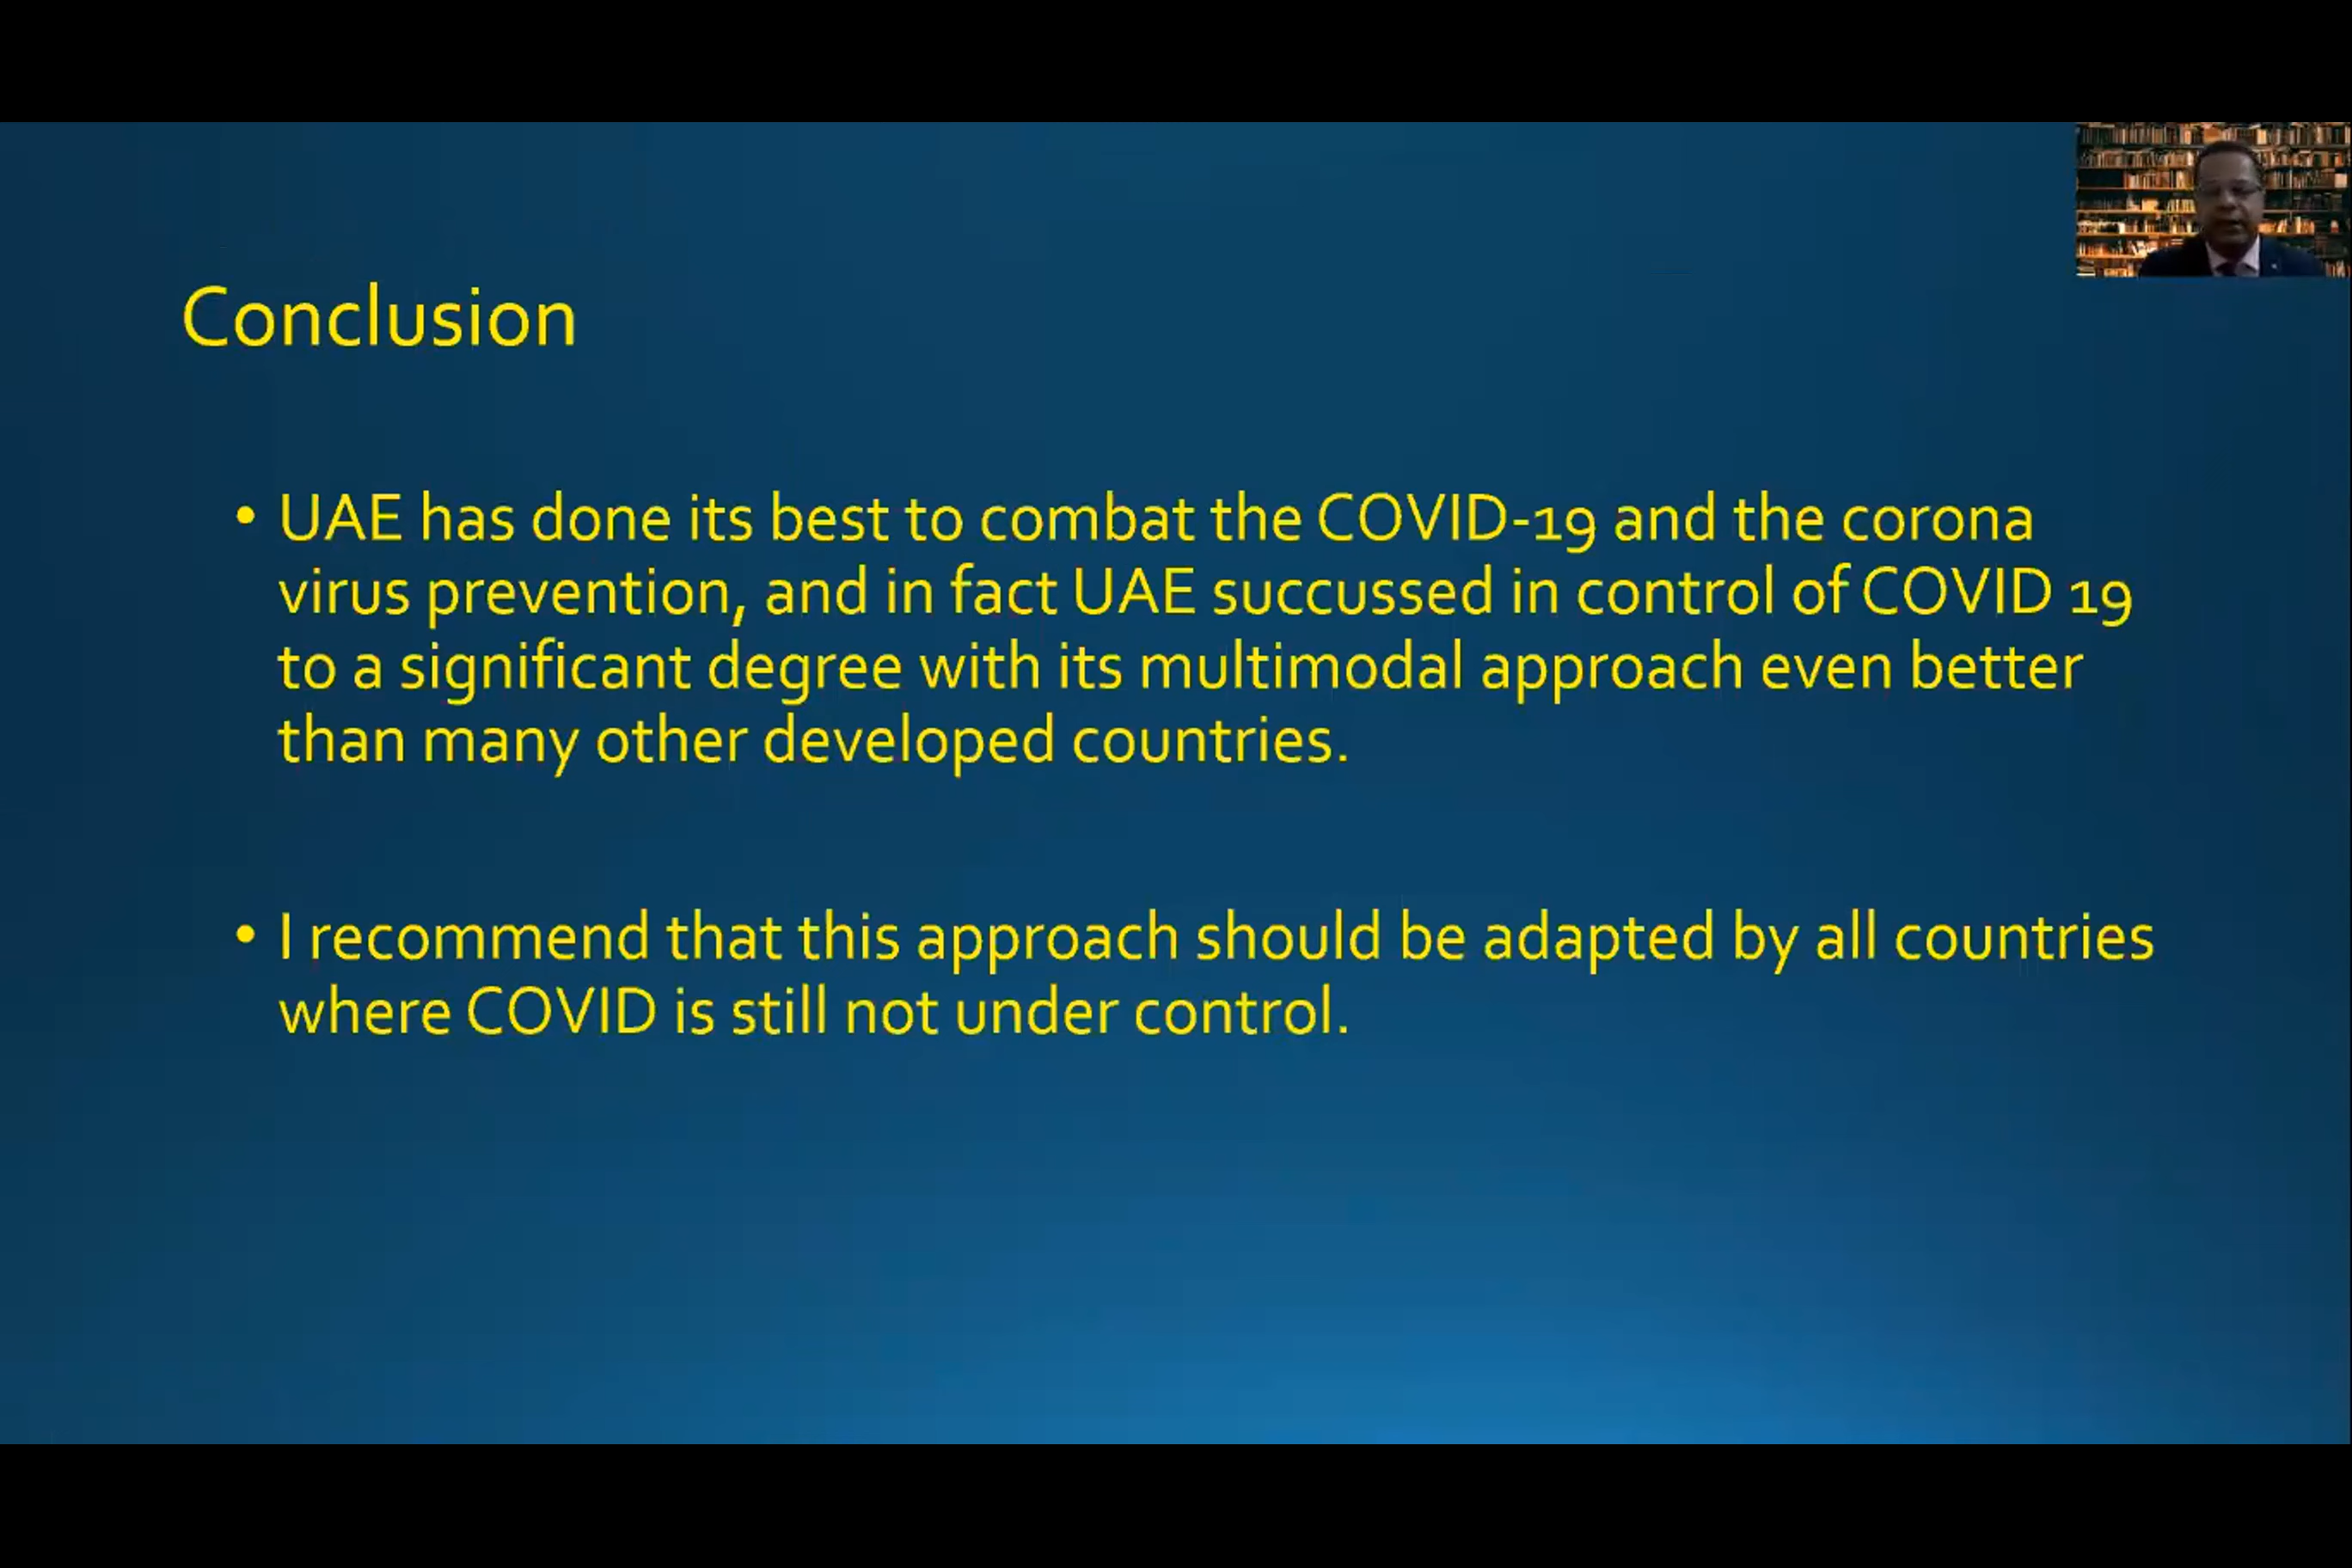 Conclusion
• UAE has done its best to combat the COVID-19 and the corona
virus prevention, and in fact UAE succussed in control of COVID 19
to a significant degree with its multimodal approach even better
than many other developed countries.
• I recommend that this approach should be adapted by all countries
where COVID is still not under control.